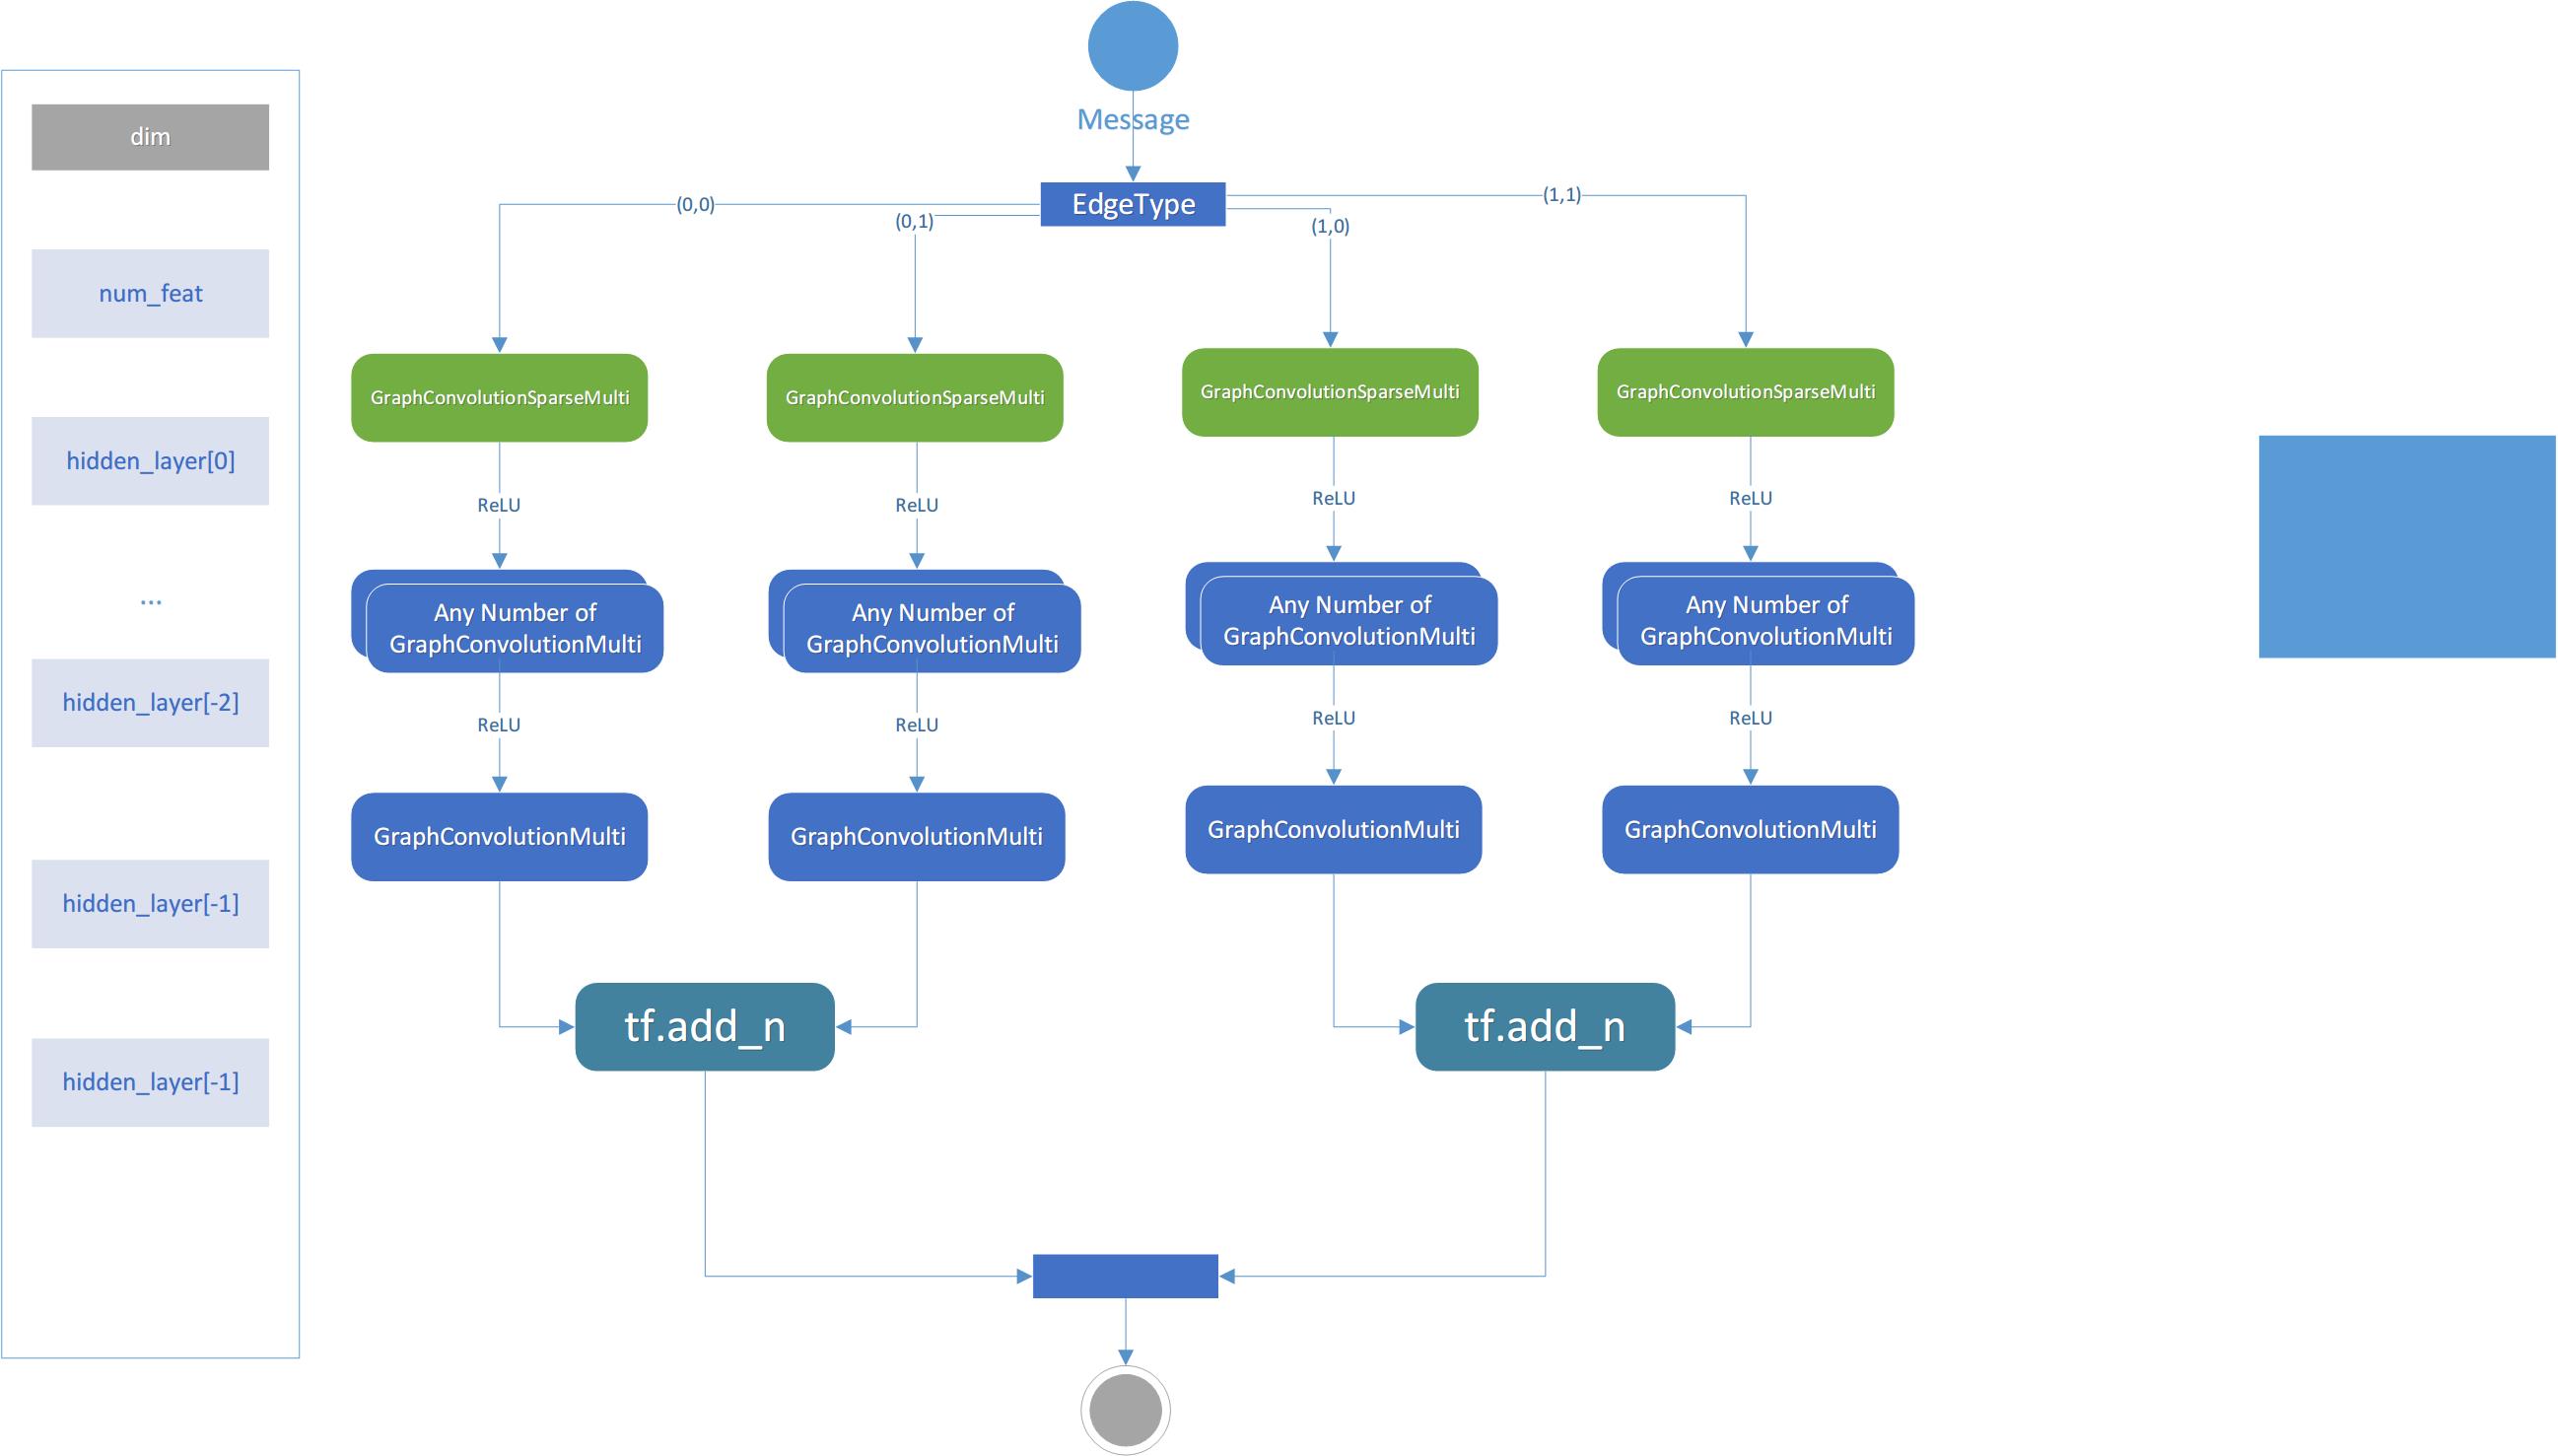 Message
dim
EdgeType
(0,0)
(0,1)
(1,0)
(1,1)
num_feat
GraphConvolutionSparseMulti
GraphConvolutionSparseMulti
GraphConvolutionSparseMulti
GraphConvolutionSparseMulti
hidden_layer[0]
ReLU
ReLU
ReLU
ReLU
...
Any Number of
GraphConvolutionMulti
Any Number of
GraphConvolutionMulti
Any Number of
GraphConvolutionMulti
Any Number of
GraphConvolutionMulti
hidden_layer[-2]
ReLU
ReLU
ReLU
ReLU
GraphConvolutionMulti
GraphConvolutionMulti
GraphConvolutionMulti
GraphConvolutionMulti
hidden_layer[-1]
tf.add_n
tf.add_n
hidden_layer[-1]